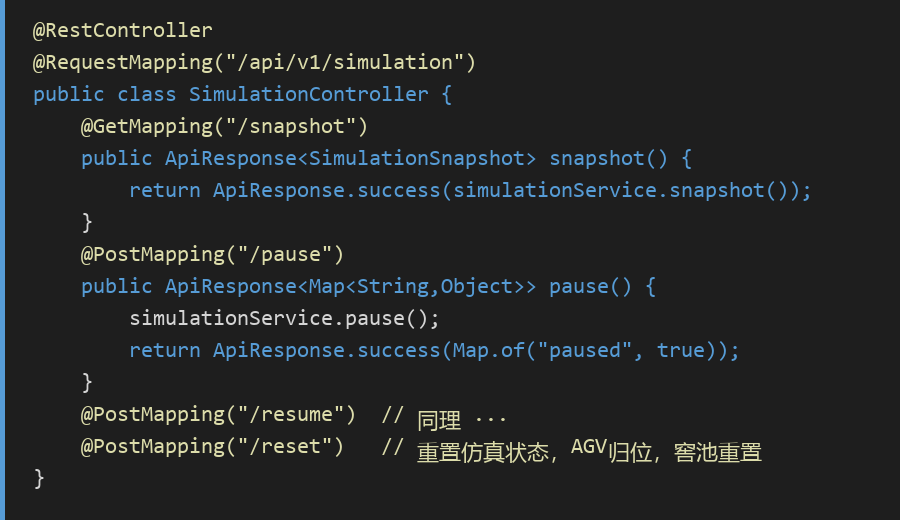 @RestController
@RequestMapping("/api/v1/simulation")
public class SimulationController {
    @GetMapping("/snapshot")
    public ApiResponse<SimulationSnapshot> snapshot() {
        return ApiResponse.success(simulationService.snapshot());
    }
    @PostMapping("/pause")
    public ApiResponse<Map<String,Object>> pause() {
        simulationService.pause();
        return ApiResponse.success(Map.of("paused", true));
    }
    @PostMapping("/resume")  // 同理 ...
    @PostMapping("/reset")   // 重置仿真状态，AGV归位，窖池重置
}